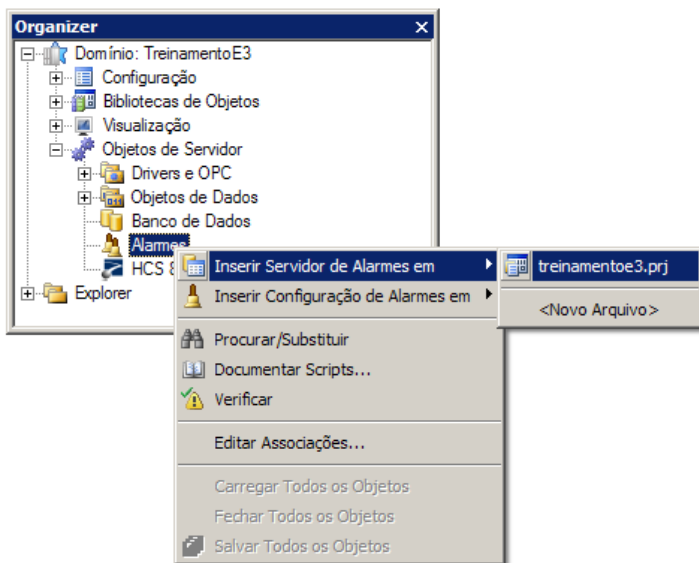 Organizer
Domínio: TreinamentoE3
Configuração
Bibliotecas de Objetos
Visualização
Objetos de Servidor
Drivers e OPC
Objetos de Dados
Banco de Dados
Alarmes
HCS
Explorer
Inserir Servidor de Alarmes em
Inserir Configuração de Alarmes em
Procurar/Substituir
Documentar Scripts...
Verificar
Editar Associações...
Carregar Todos os Objetos
Fechar Todos os Objetos
Salvar Todos os Objetos
treinamentoe3.prj
<Novo Arquivo>